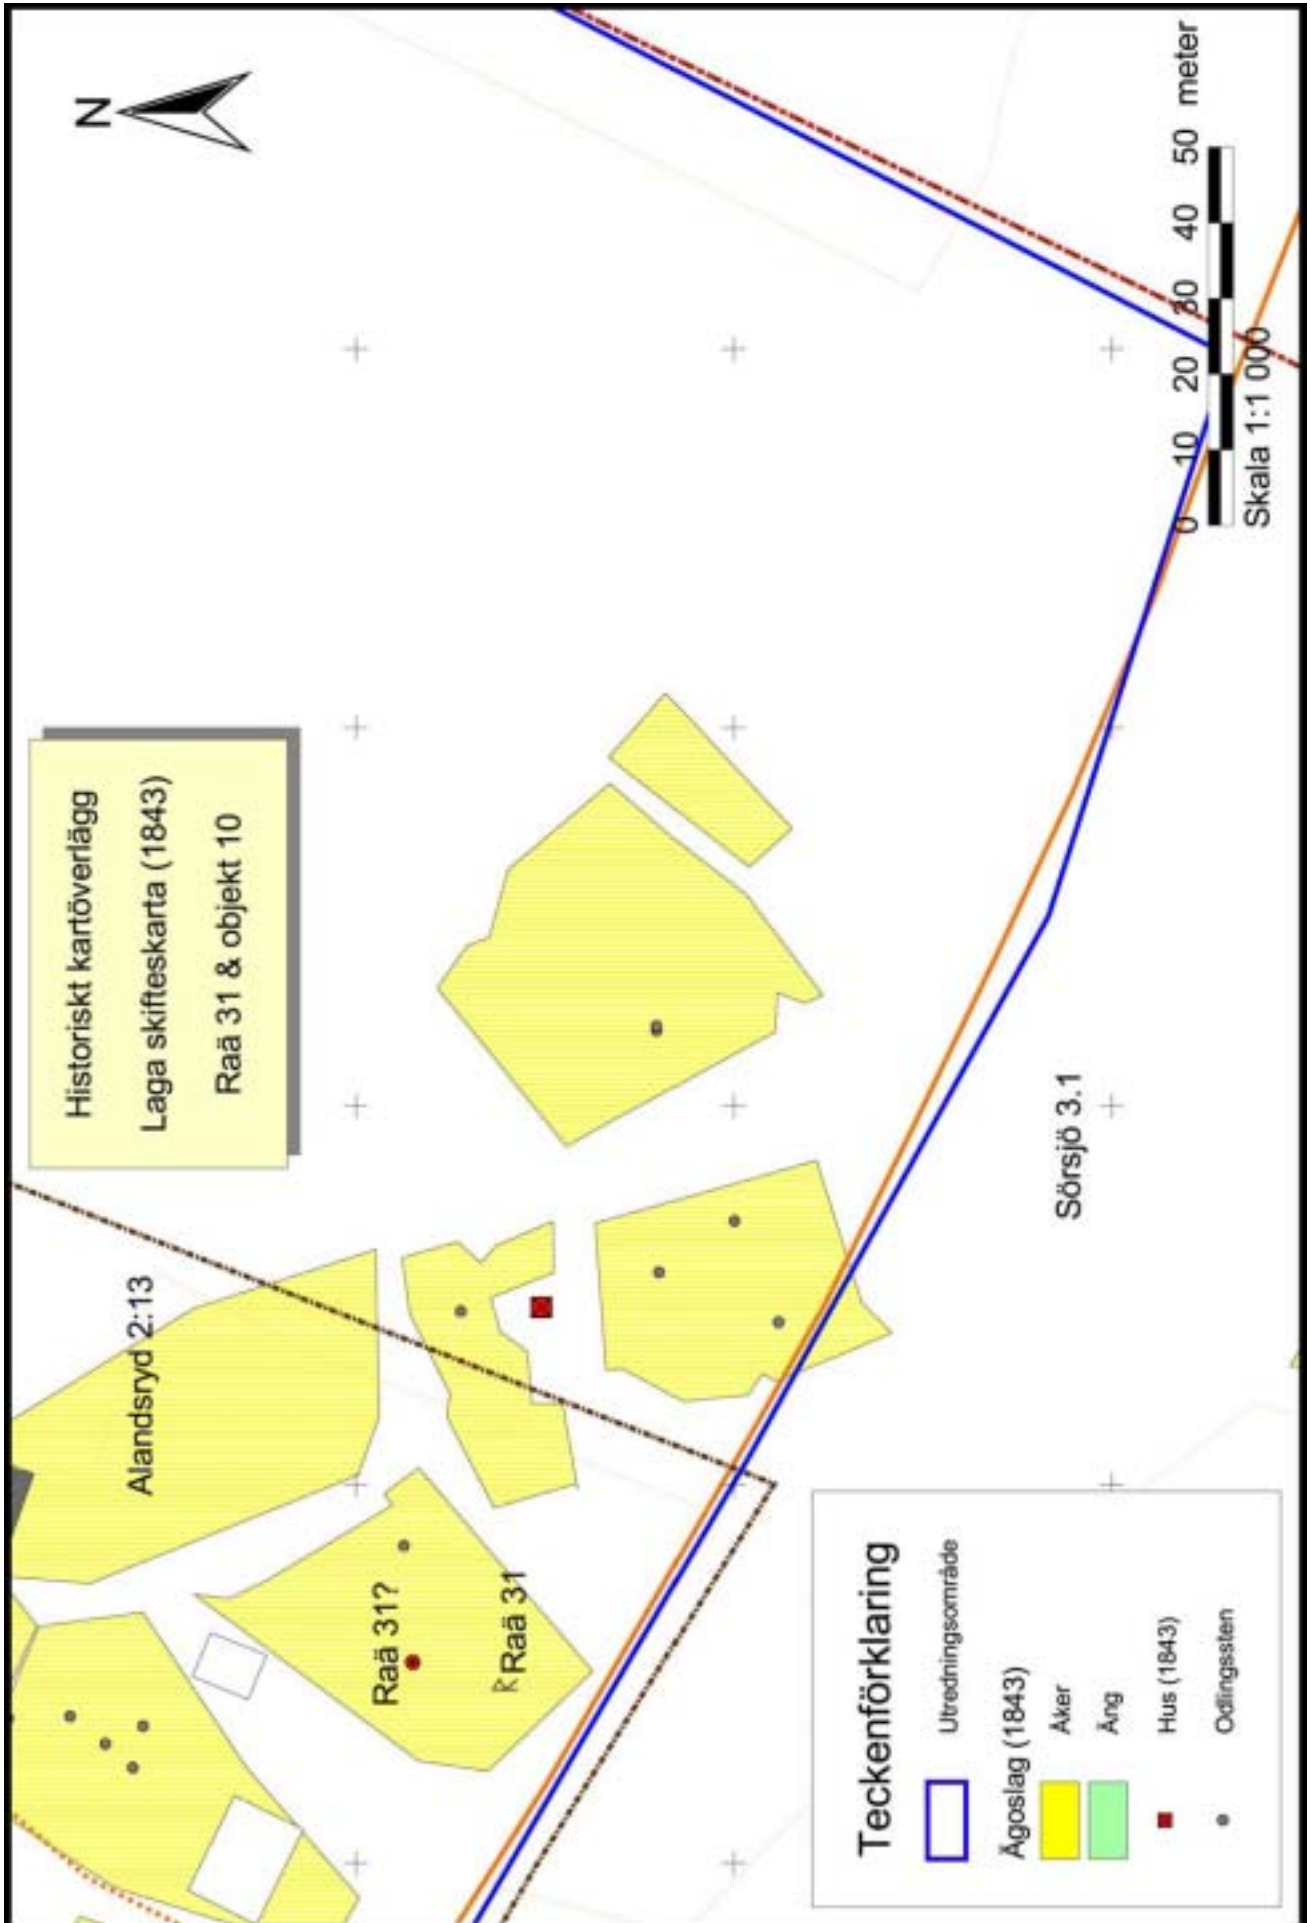 N
Historiskt kartöverlägg
Laga skifteskarta (1843)
Raä 31 & objekt 10
Alandsryd 2:13
Raä 31?
R Raä 31
Sörsjö 3.1
Teckenförklaring
Utredningsområde
Ägoslag (1843)
Åker
Äng
Hus (1843)
Odlingssten
0 10 20 30 40 50 meter
Skala 1:1 000